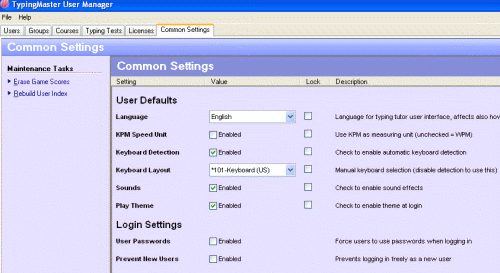 TypingMaster User Manager
File Help
Users Groups Courses Typing Tests Licenses Common Settings
Common Settings
Maintenance Tasks
Erase Game Scores
Rebuild User Index
Common Settings
Setting Value Lock Description
User Defaults
Language English Language for typing tutor user interface, affects also how
KPM Speed Unit Enabled Use KPM as measuring unit (unchecked = WPM)
Keyboard Detection Enabled Check to enable automatic keyboard detection
Keyboard Layout *101-Keyboard (US) Manual keyboard selection (disable detection to use this)
Sounds Enabled Check to enable sound effects
Play Theme Enabled Check to enable theme at login
Login Settings
User Passwords Enabled Force users to use passwords when logging in
Prevent New Users Enabled Prevents logging in freely as a new user